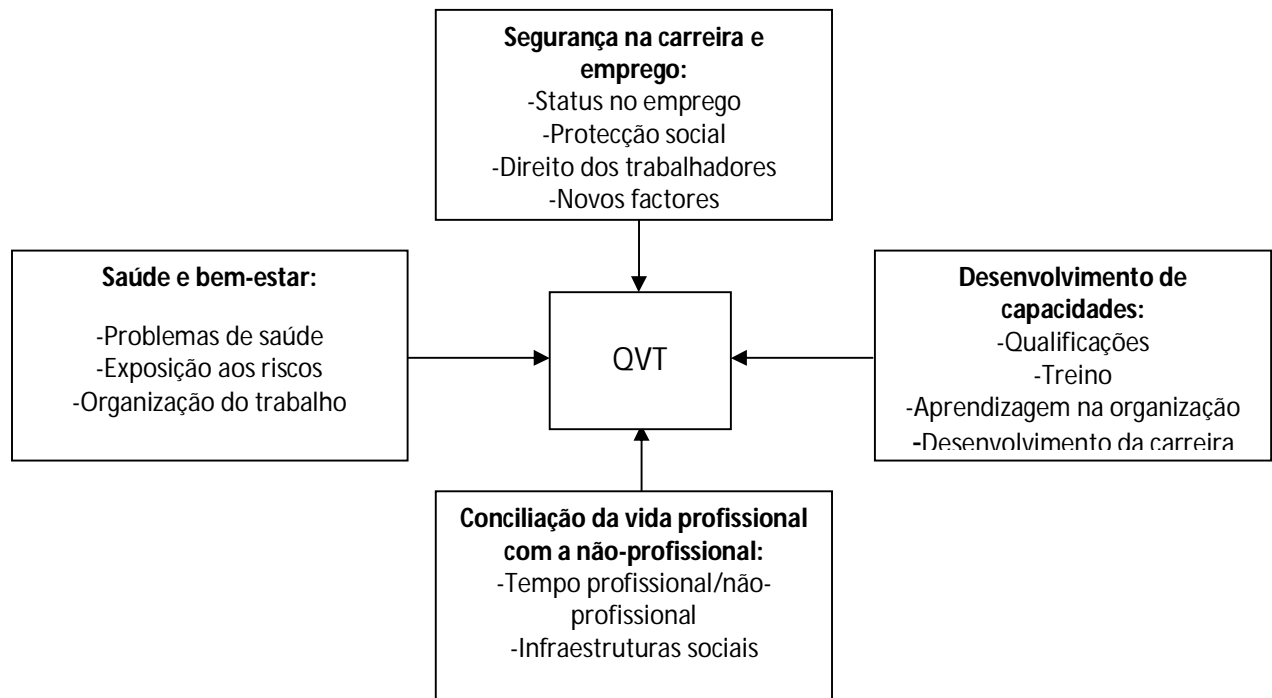 Segurança na carreira e
emprego:
-Status no emprego
-Protecção social
-Direito dos trabalhadores
-Novos factores
Saúde e bem-estar:
-Problemas de saúde
-Exposição aos riscos
-Organização do trabalho
QVT
Desenvolvimento de
capacidades:
-Qualificações
-Treino
-Aprendizagem na organização
-Desenvolvimento da carreira
Conciliação da vida profissional
com a não-profissional:
-Tempo profissional/não-
profissional
-Infraestruturas sociais